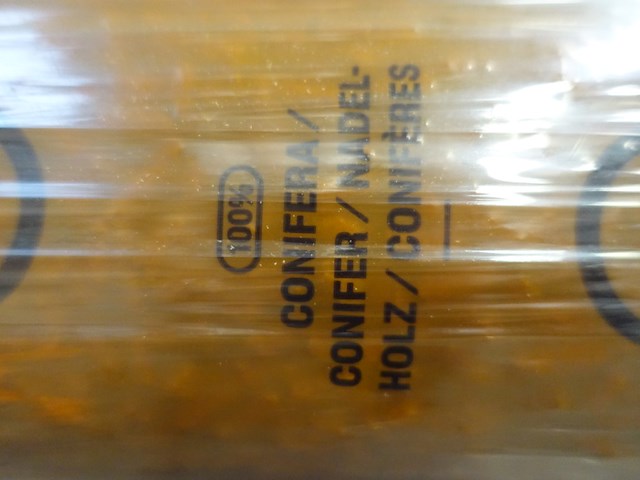 100%
CONIFERA /
CONIFER / NADEL-
HOLZ / CONIFÈRES